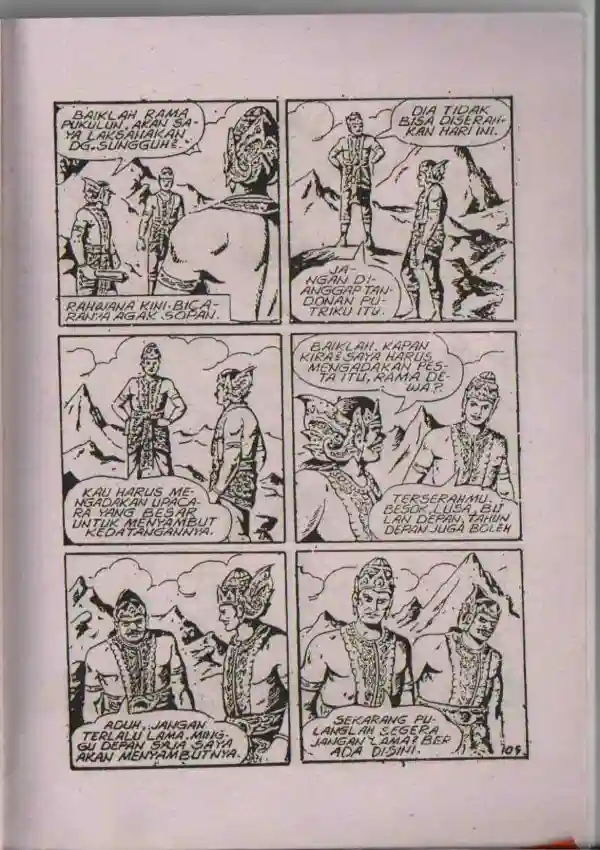 BAIKLAH RAMA
PUKULUN, AKAN SA-
YA LAKSANAKAN
DG. SUNGGUH².
RAHWANA KINI BICA-
RANYA AGAK SOPAN.
DIA TIDAK
BISA DISERAH-
KAN HARI INI.
JA-
NGAN DI-
ANGGAP TAN-
DONAN PU-
TRIKU ITU.
KAU HARUS ME-
NGADAKAN UPACA-
RA YANG BESAR
UNTUK MENYAMBUT
KEDATANGANNYA.
BAIKLAH. KAPAN
KIRA² SAYA HARUS
MENGADAKAN PES-
TA ITU, RAMA DE-
WA?
TERSERAHMU.
BESOK, LUSA, BU
LAN DEPAN, TAHUN
DEPAN JUGA BOLEH
ADUH, JANGAN
TERLALU LAMA. MING-
GU DEPAN SAJA SAYA
AKAN MENYAMBUTNYA.
SEKARANG PU-
LANGLAH SEGERA
JANGAN LAMA² BER
ADA DISINI.
109